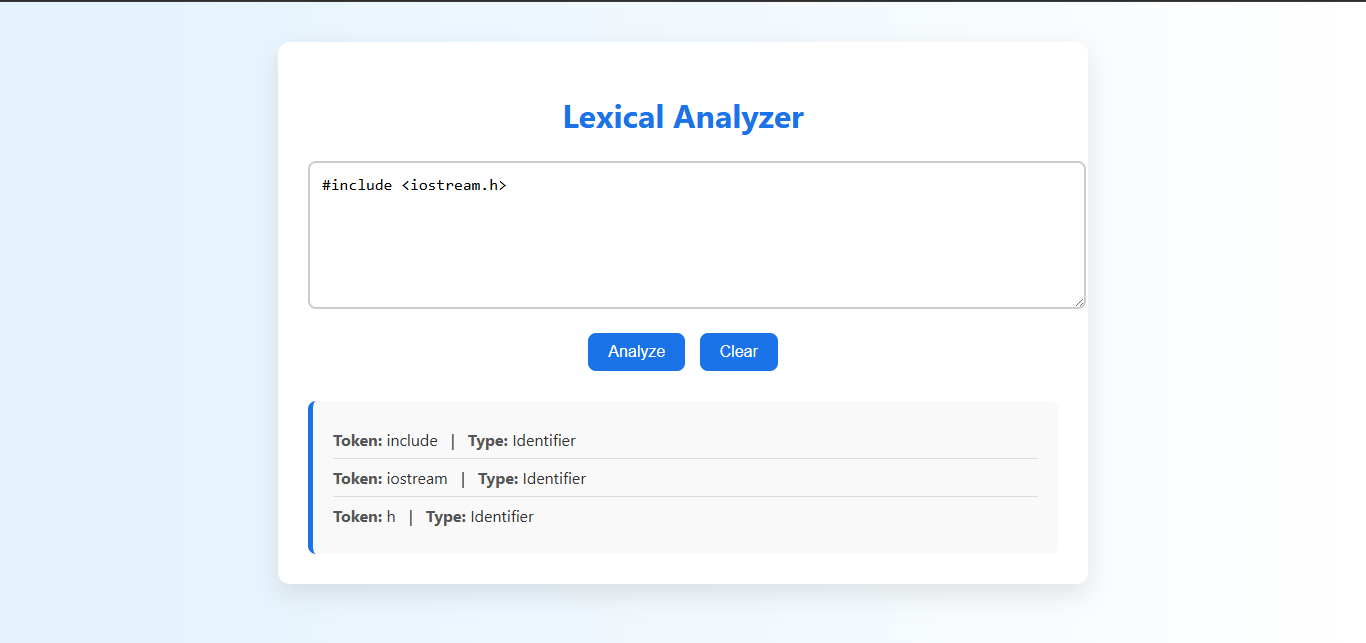 Lexical Analyzer
#include <iostream.h>
Analyze Clear
Token: include | Type: Identifier
Token: iostream | Type: Identifier
Token: h | Type: Identifier